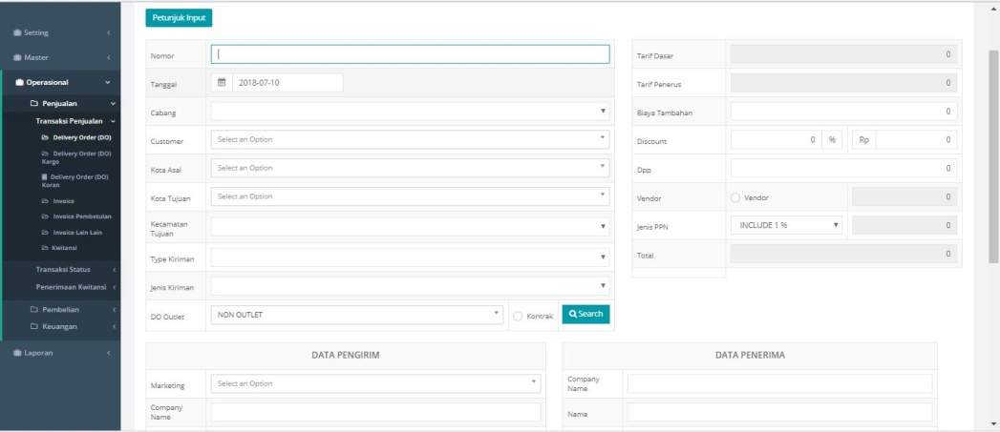 Setting
Master
Operasional
Penjualan
Transaksi Penjualan
Delivery Order (DO)
Delivery Order (DO)
Kargo
Delivery Order (DO)
Koran
Invoice
Invoice Pembetulan
Invoice Lain Lain
Kwitansi
Transaksi Status
Penerimaan Kwitansi
Pembelian
Keuangan
Laporan
Petunjuk Input
Nomor
Tanggal 2018-07-10
Cabang
Customer Select an Option
Kota Asal Select an Option
Kota Tujuan Select an Option
Kecamatan
Tujuan
Type Kiriman
Jenis Kiriman
DO Outlet NON OUTLET Kontrak Search
Tarif Dasar 0
Tarif Penerus 0
Biaya Tambahan 0
Discount 0 % Rp 0
Dpp 0
Vendor Vendor 0
Jenis PPN INCLUDE 1 % 0
Total 0
DATA PENGIRIM
Marketing Select an Option
Company
Name
DATA PENERIMA
Company
Name
Nama